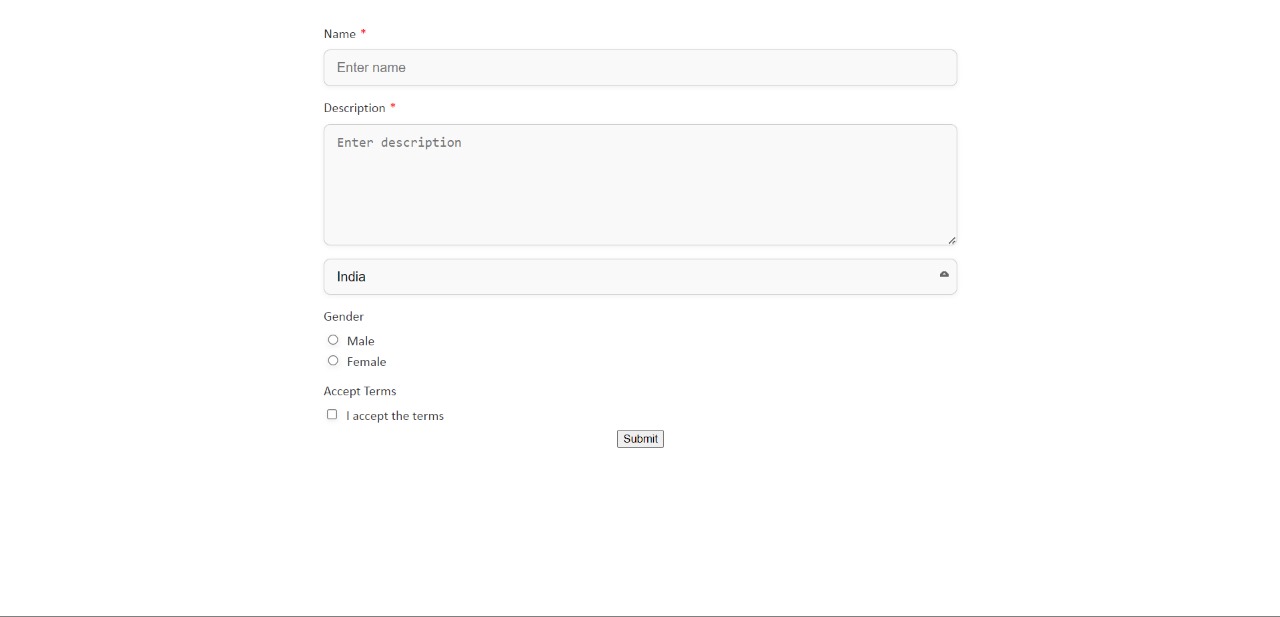 Name *
Enter name
Description *
Enter description
India
Gender
Male
Female
Accept Terms
I accept the terms
Submit